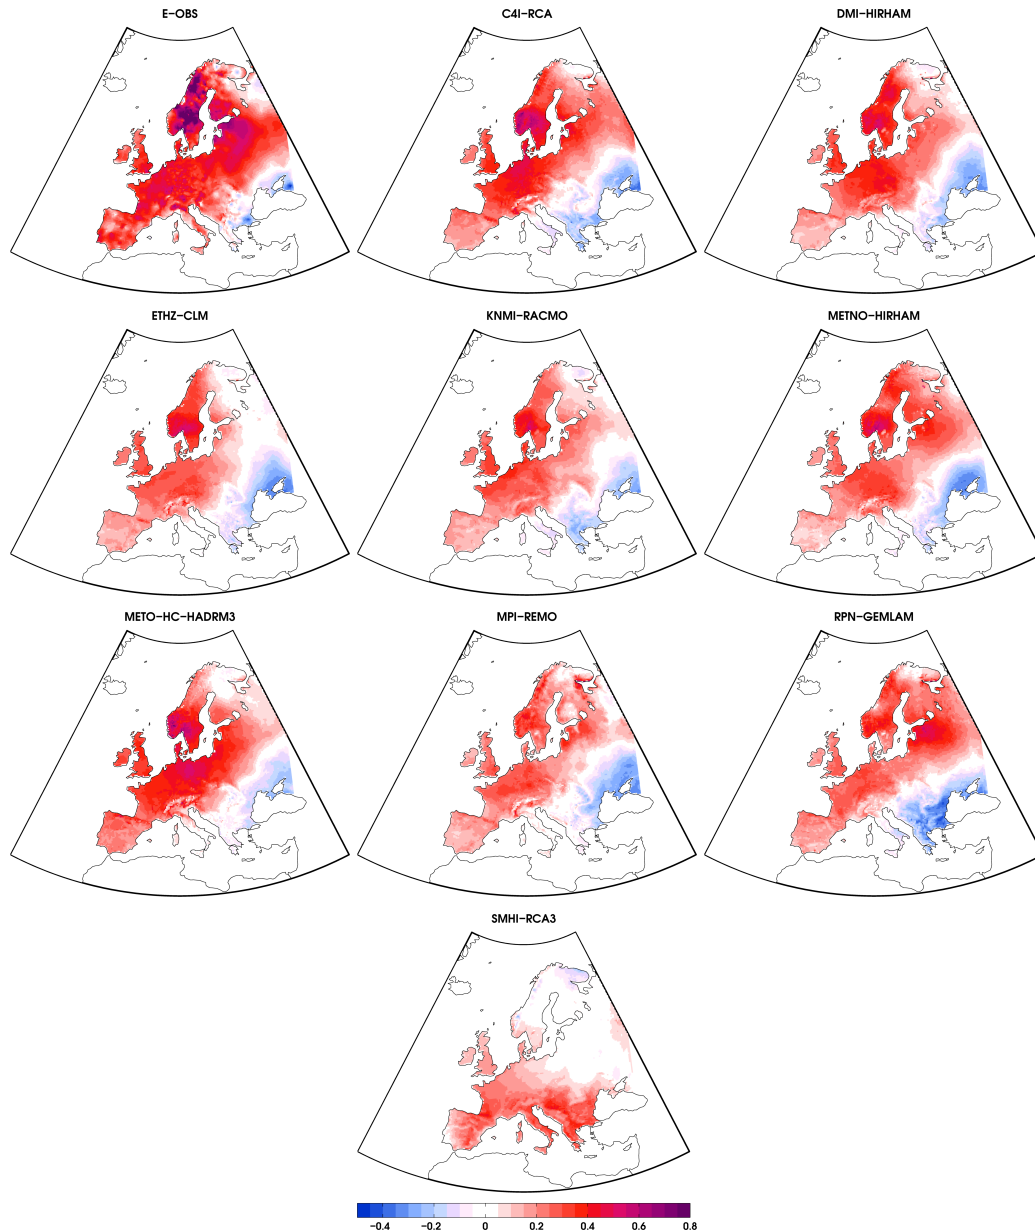 E-OBS
C4I-RCA
DMI-HIRHAM
ETHZ-CLM
KNMI-RACMO
METNO-HIRHAM
METO-HC-HADRM3
MPI-REMO
RPN-GEMLAM
SMHI-RCA3
-0.4 -0.2 0 0.2 0.4 0.6 0.8